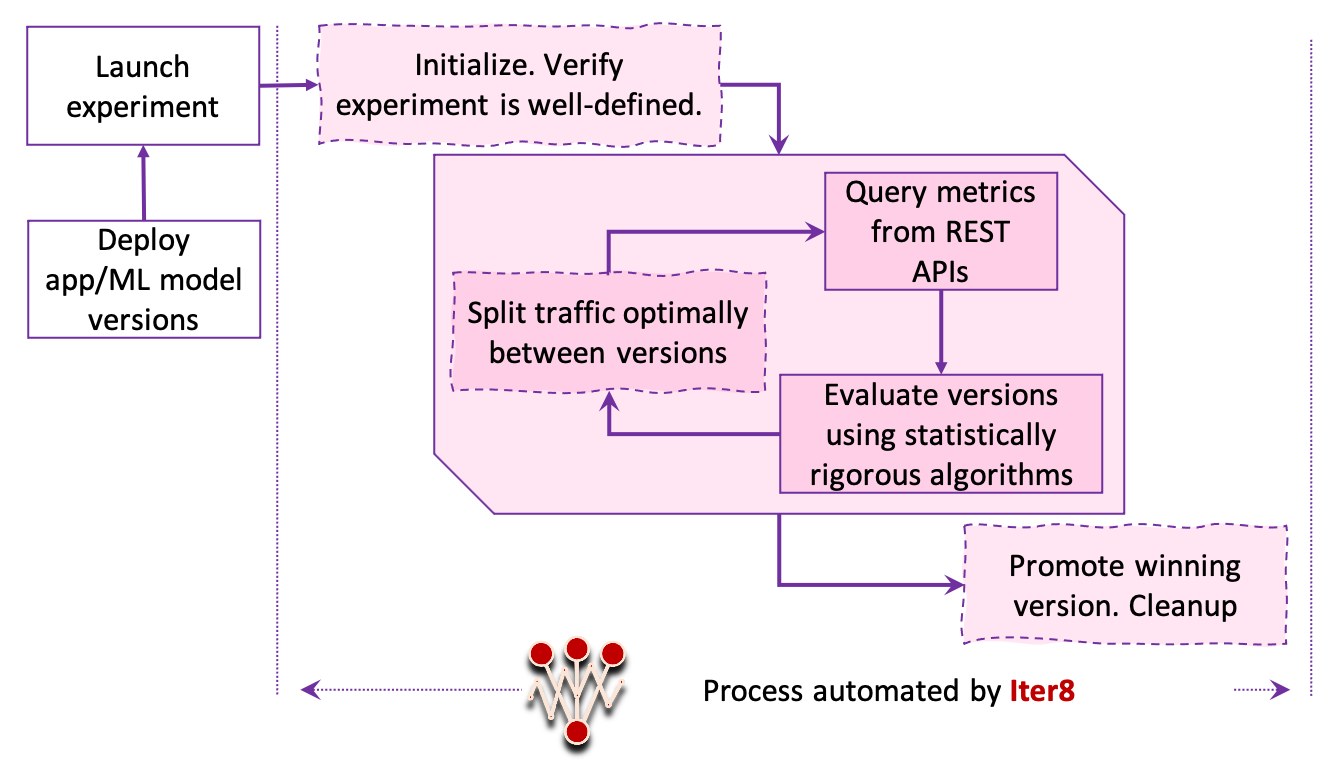 Launch
experiment
Initialize. Verify
experiment is well-defined.
Deploy
app/ML model
versions
Query metrics
from REST
APIs
Split traffic optimally
between versions
Evaluate versions
using statistically
rigorous algorithms
Promote winning
version. Cleanup
Process automated by Iter8